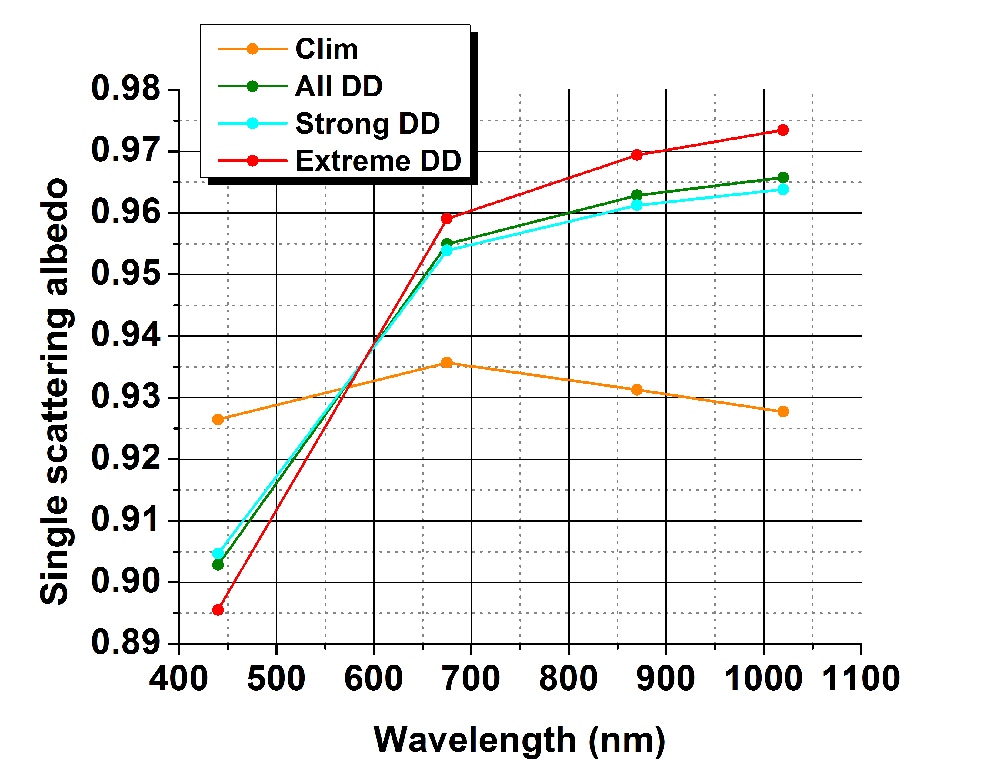 Clim
All DD
Strong DD
Extreme DD
0.98
0.97
0.96
0.95
0.94
0.93
0.92
0.91
0.90
0.89
Single scattering albedo
400 500 600 700 800 900 1000 1100
Wavelength (nm)